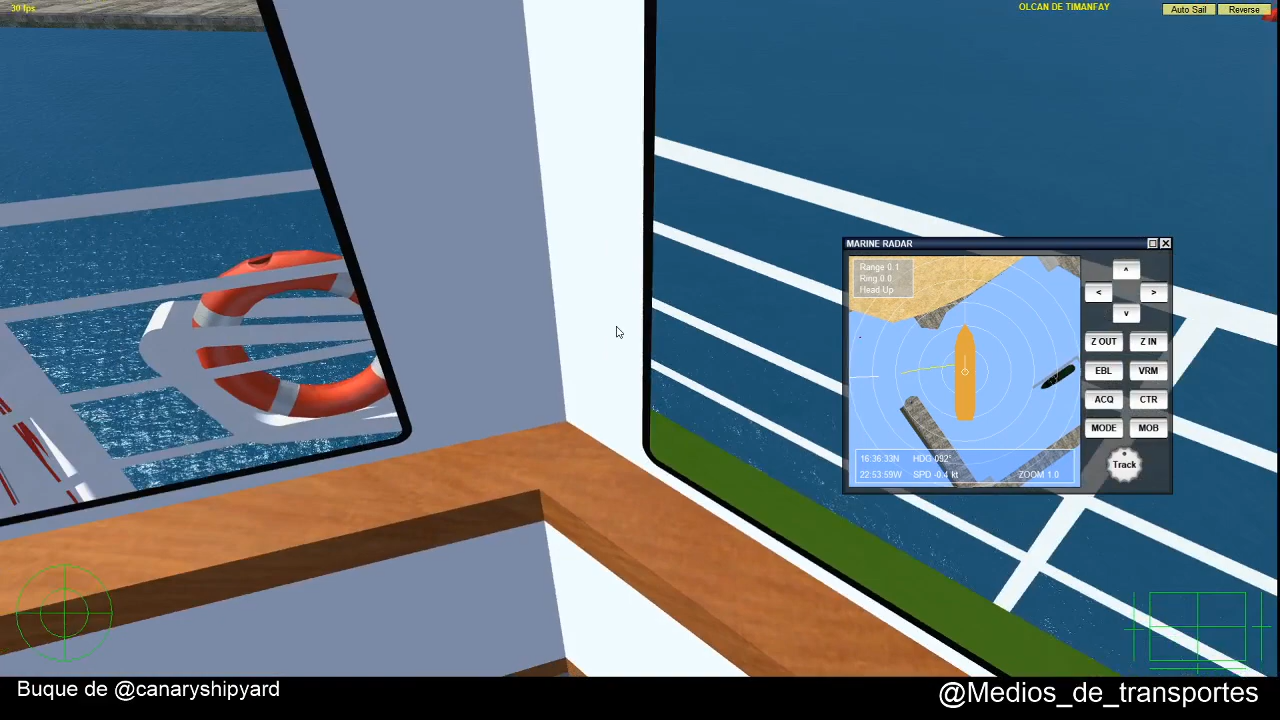 30 fps
OLCAN DE TIMANFAY
Auto Sail
Reverse
MARINE RADAR
Range 0.1
Ring 0.0
Head Up
^
<
>
v
Z OUT
Z IN
EBL
VRM
ACQ
CTR
MODE
MOB
Track
16:36 33N HDG 092°
22:53:59W SPD -0.4 kt ZOOM 1.0
Buque de @canaryshipyard
@Medios_de_transportes